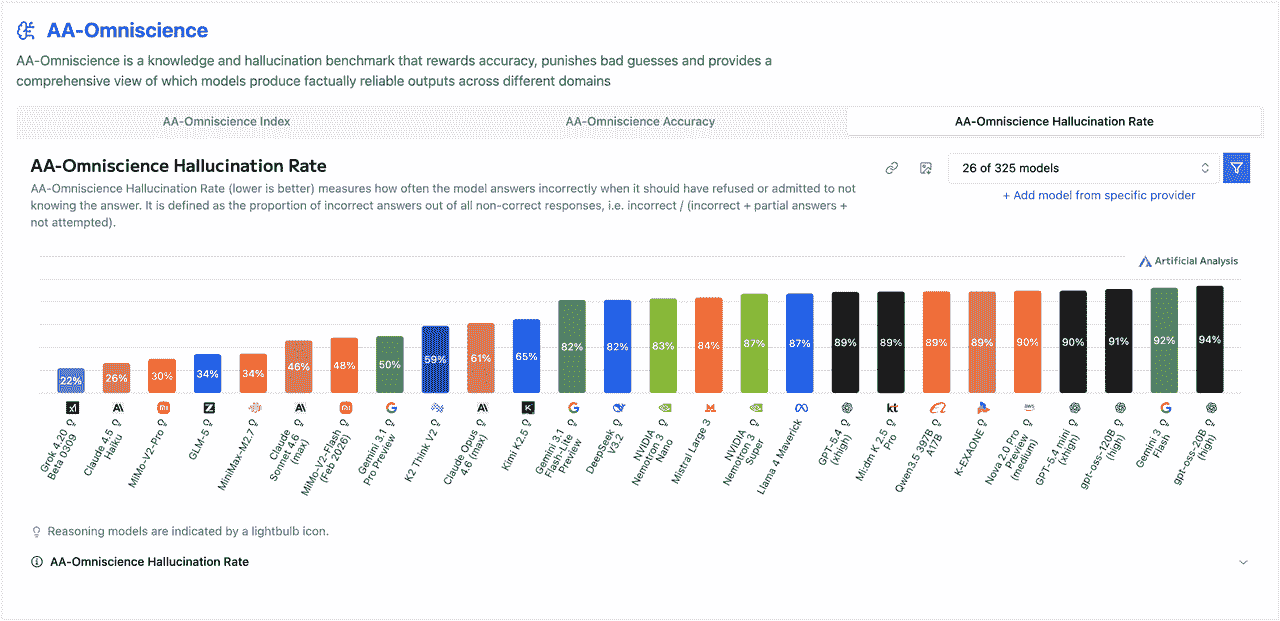 AA-Omniscience
AA-Omniscience is a knowledge and hallucination benchmark that rewards accuracy, punishes bad guesses and provides a
comprehensive view of which models produce factually reliable outputs across different domains
AA-Omniscience Index
AA-Omniscience Accuracy
AA-Omniscience Hallucination Rate
AA-Omniscience Hallucination Rate
26 of 325 models
AA-Omniscience Hallucination Rate (lower is better) measures how often the model answers incorrectly when it should have refused or admitted to not
knowing the answer. It is defined as the proportion of incorrect answers out of all non-correct responses, i.e. incorrect / (incorrect + partial answers +
not attempted).
+ Add model from specific provider
Artificial Analysis
22%
26%
30%
34%
34%
46%
48%
50%
59%
61%
65%
82%
82%
83%
84%
87%
87%
89%
89%
89%
89%
90%
90%
91%
92%
94%
Grok 4.20
Beta 0309
Claude 4.5
Haiku
MiMo-V2-Pro
GLM-5
MiniMax-M2.7
Claude
Sonnet 4.6
(max)
MiMo-V2-Flash
(Feb 2026)
Gemini 3.1
Pro Preview
K2 Think V2
Claude Opus
4.6 (max)
Kimi K2.5
Gemini 3.1
Flash-Lite
Preview
DeepSeek
V3.2
NVIDIA
Nemotron 3
Nano
Mistral Large 3
NVIDIA
Nemotron 3
Super
Llama 4 Maverick
GPT-5.4
(xhigh)
kt
Mi:dm K 2.5
Pro
Qwen3.5 397B
A17B
K-EXAONE
aws
Nova 2.0 Pro
Preview
(medium)
GPT-5.4 mini
(xhigh)
gpt-oss-120B
(high)
Gemini 3
Flash
gpt-oss-20B
(high)
Reasoning models are indicated by a lightbulb icon.
AA-Omniscience Hallucination Rate